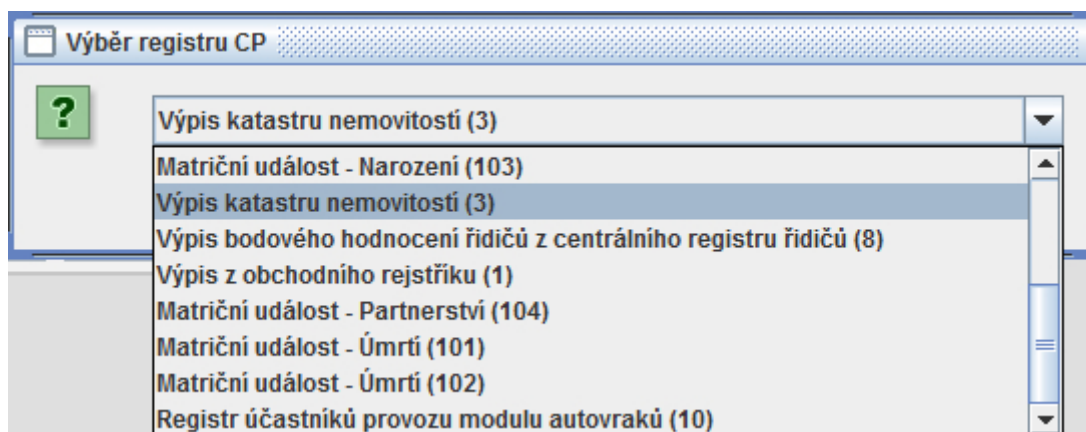 Výběr registru CP
?
Výpis katastru nemovitostí (3)
Matriční událost - Narození (103)
Výpis katastru nemovitostí (3)
Výpis bodového hodnocení řidičů z centrálního registru řidičů (8)
Výpis z obchodního rejstříku (1)
Matriční událost - Partnerství (104)
Matriční událost - Úmrtí (101)
Matriční událost - Úmrtí (102)
Registr účastníků provozu modulu autovraků (10)